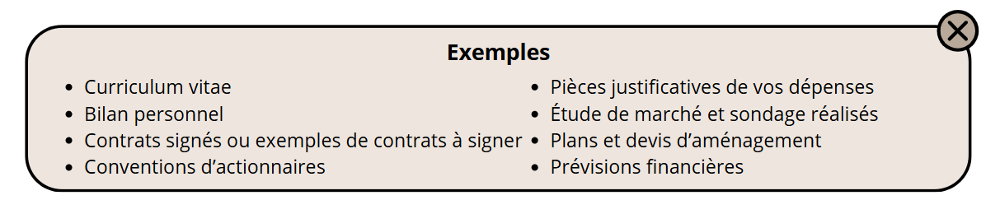 Exemples
• Curriculum vitae
• Bilan personnel
• Contrats signés ou exemples de contrats à signer
• Conventions d’actionnaires
• Pièces justificatives de vos dépenses
• Étude de marché et sondage réalisés
• Plans et devis d’aménagement
• Prévisions financières